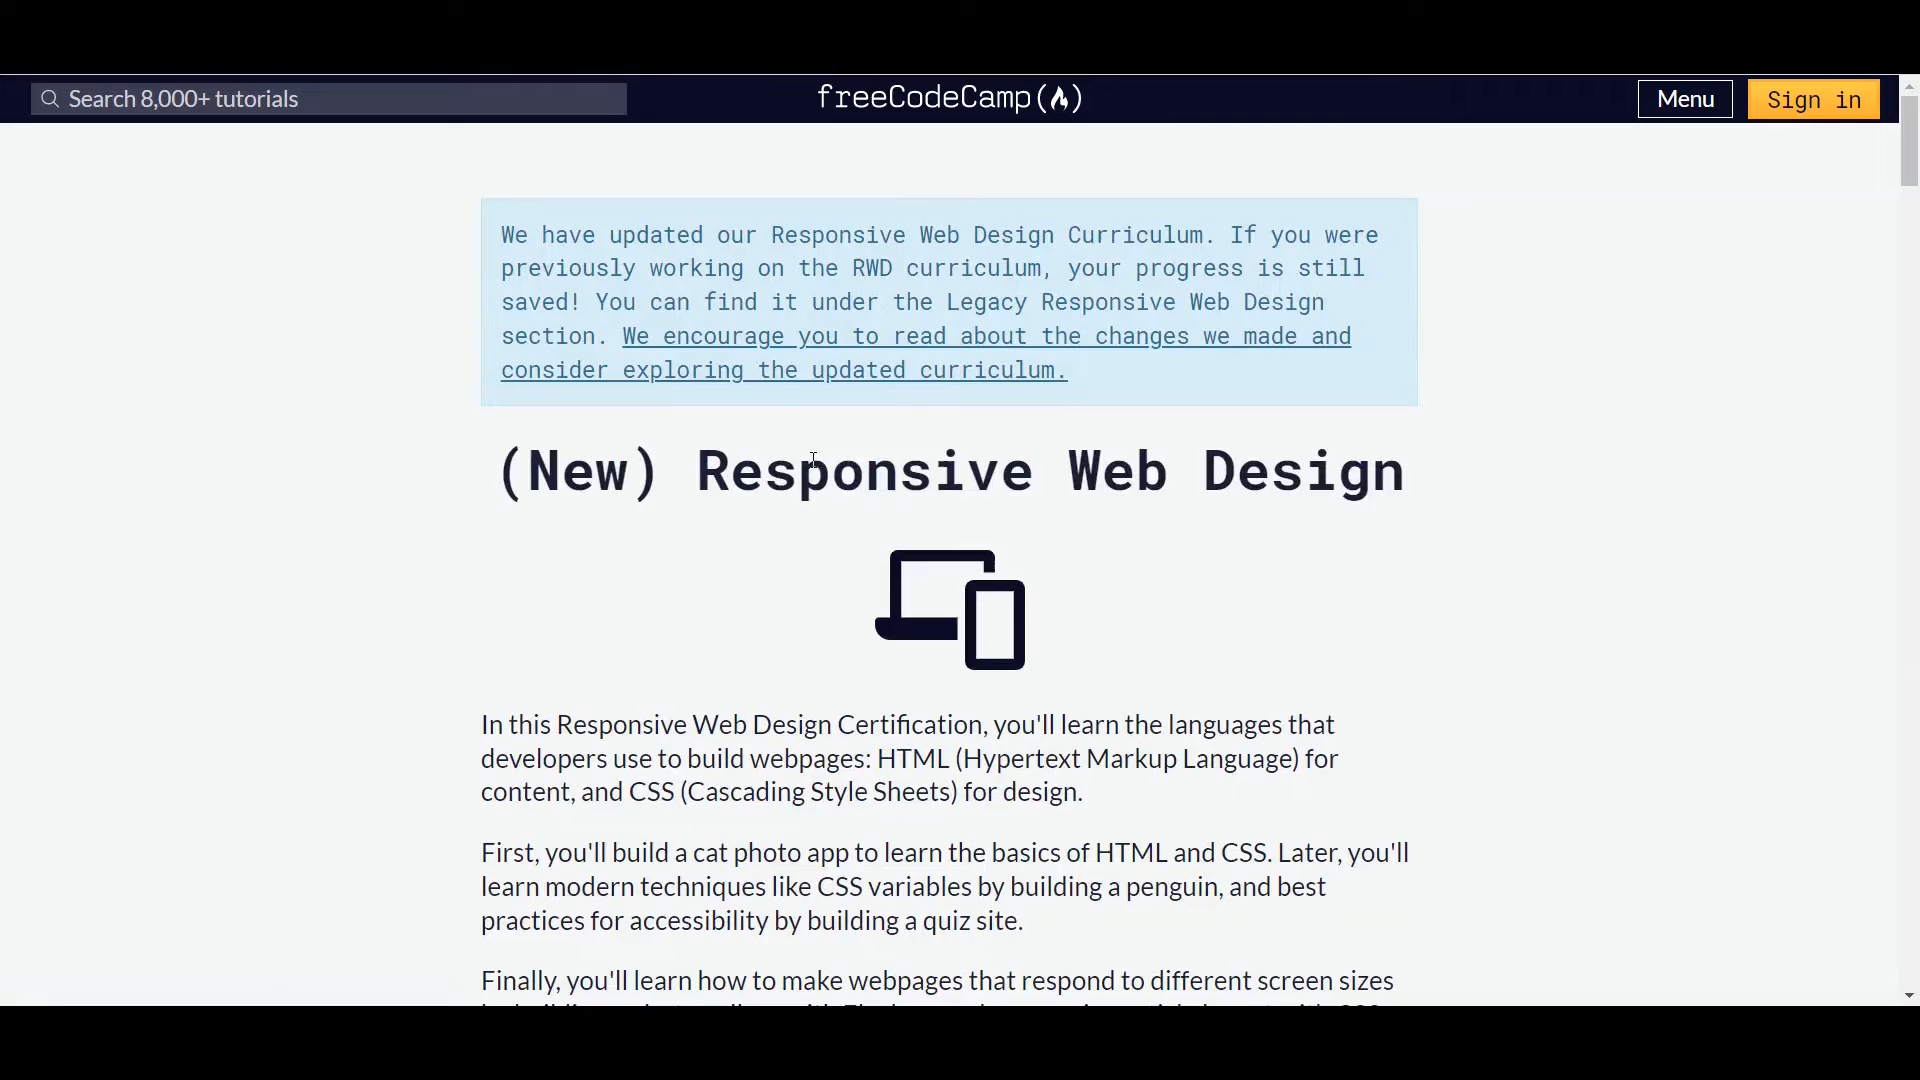 Search 8,000+ tutorials
freeCodeCamp
Menu
Sign in
We have updated our Responsive Web Design Curriculum. If you were
previously working on the RWD curriculum, your progress is still
saved! You can find it under the Legacy Responsive Web Design
section. We encourage you to read about the changes we made and
consider exploring the updated curriculum.
(New) Responsive Web Design
In this Responsive Web Design Certification, you'll learn the languages that
developers use to build webpages: HTML (Hypertext Markup Language) for
content, and CSS (Cascading Style Sheets) for design.
First, you'll build a cat photo app to learn the basics of HTML and CSS. Later, you'll
learn modern techniques like CSS variables by building a penguin, and best
practices for accessibility by building a quiz site.
Finally, you'll learn how to make webpages that respond to different screen sizes